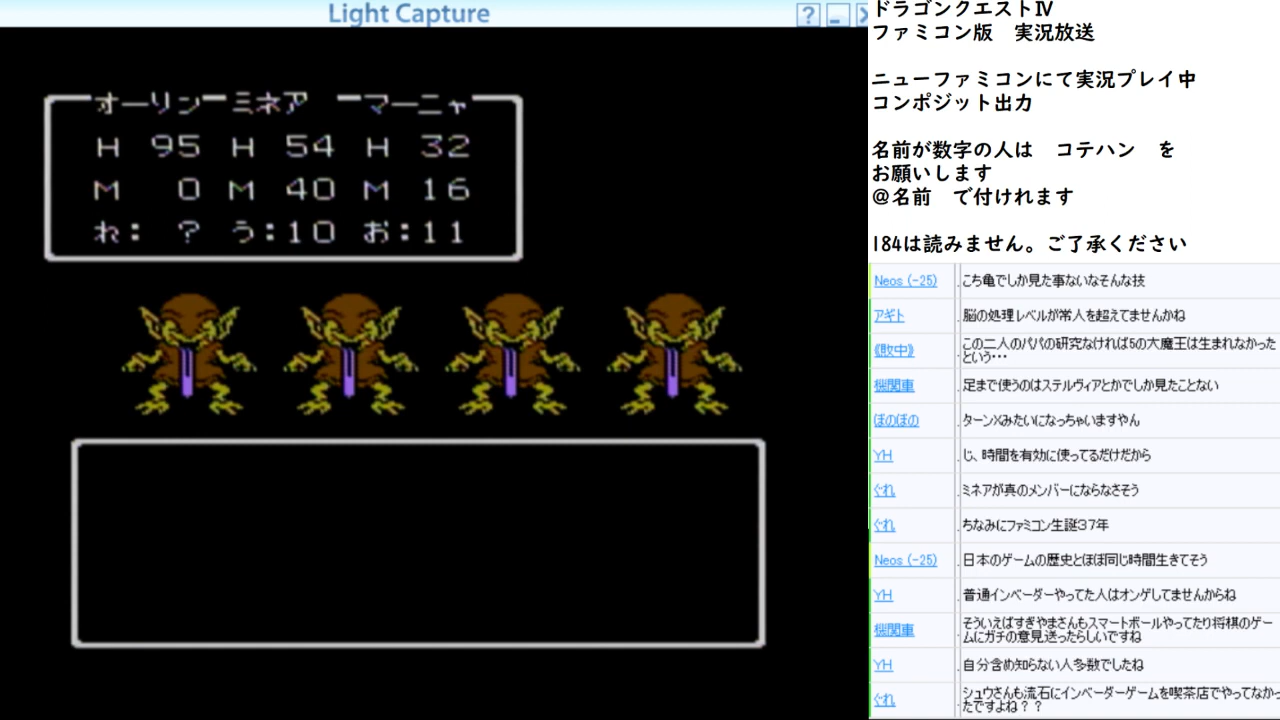 Light Capture
オーリン ミネア マーニャ
H 95 H 54 H 32
M 0 M 40 M 16
れ: ? う:10 お:11
ドラゴンクエストⅣ
ファミコン版 実況放送
ニューファミコンにて実況プレイ中
コンポジット出力
名前が数字の人は コテハン を
お願いします
@名前 で付けれます
184は読みません。ご了承ください
Neos (-25) こち亀でしか見た事ないなそんな技
アギト 脳の処理レベルが常人を超えてませんかね
《敗中》 この二人のパパの研究なければ5の大魔王は生まれなかった
という・・・
機関車 足まで使うのはステルヴィアとかでしか見たことない
ぼのぼの ターンXみたいになっちゃいますやん
YH じ、時間を有効に使ってるだけだから
ぐれ ミネアが真のメンバーにならなさそう
ぐれ ちなみにファミコン生誕37年
Neos (-25) 日本のゲームの歴史とほぼ同じ時間生きてそう
YH 普通インベーダーやってた人はオンゲしてませんからね
機関車 そういえばすぎやまさんもスマートボールやってたり将棋のゲー
ムにガチの意見送ったらしいですね
YH 自分含め知らない人多数でしたね
ぐれ シュウさんも流石にインベーダーゲームを喫茶店でやってなかっ
たですよね？？